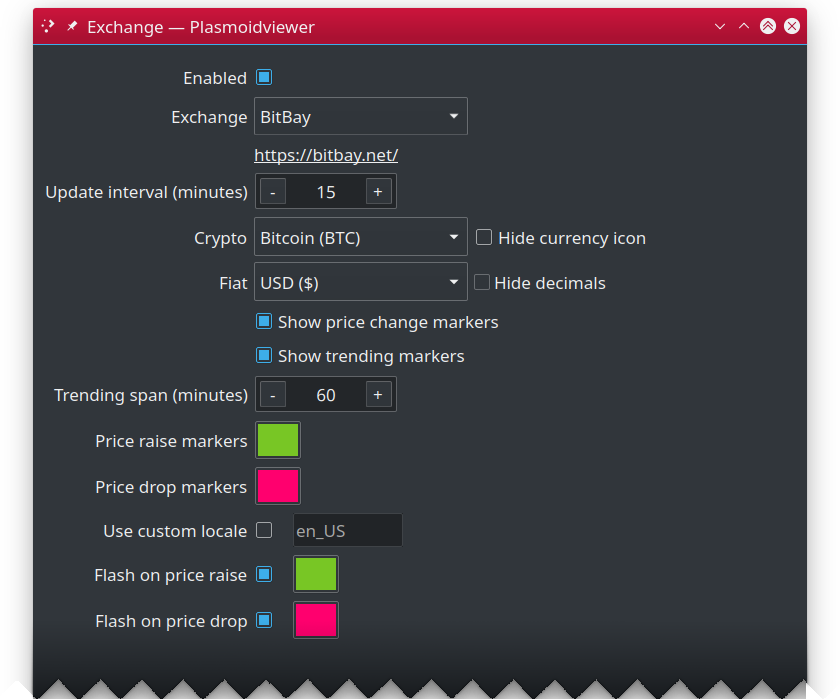 Exchange — Plasmoidviewer
Enabled
Exchange BitBay
https://bitbay.net/
Update interval (minutes) - 15 +
Crypto Bitcoin (BTC) Hide currency icon
Fiat USD ($) Hide decimals
Show price change markers
Show trending markers
Trending span (minutes) - 60 +
Price raise markers
Price drop markers
Use custom locale en_US
Flash on price raise
Flash on price drop